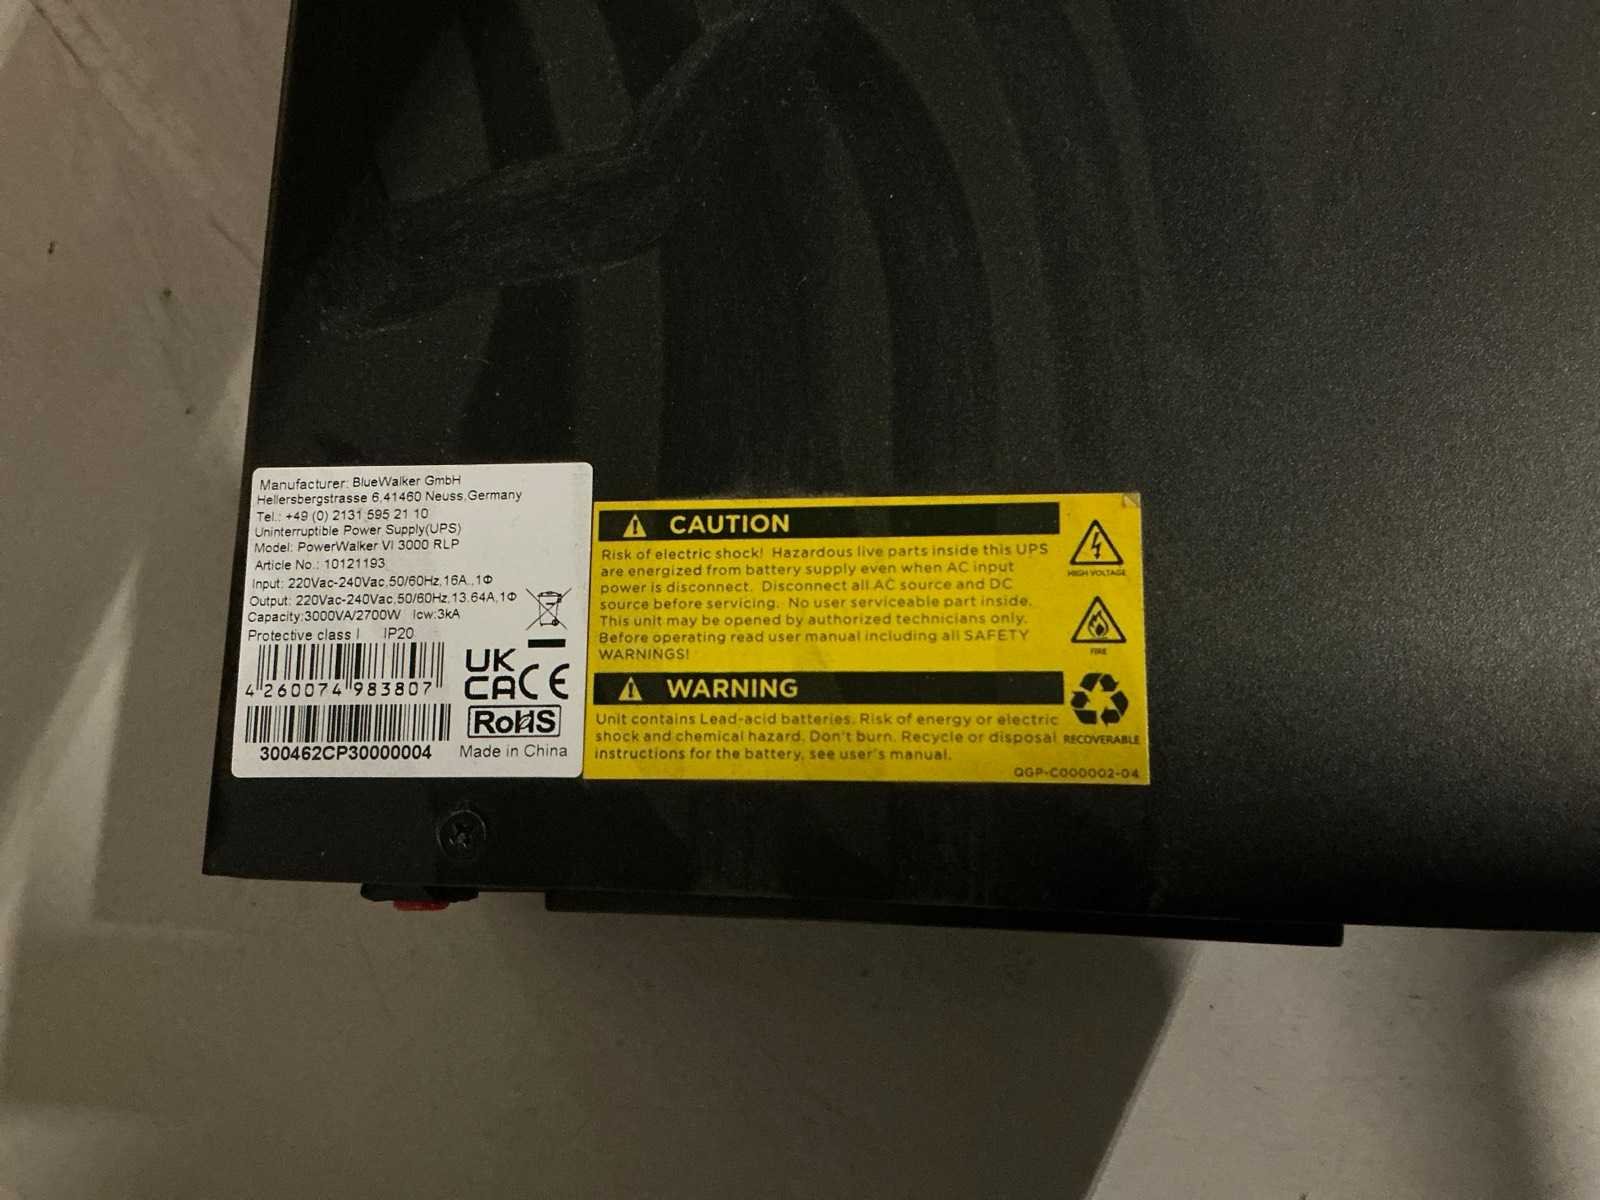 Manufacturer: BlueWalker GmbH
Hellersbergstrasse 6,41460 Neuss,Germany
Tel.: +49 (0) 2131 595 21 10
Uninterruptible Power Supply(UPS)
Model: PowerWalker VI 3000 RLP
Article No.: 10121193
Input: 220Vac-240Vac,50/60Hz,16A.,1Φ
Output: 220Vac-240Vac,50/60Hz,13.64A,1Φ
Capacity:3000VA/2700W Icw:3kA
Protective class I IP20
4 260074 983807
300462CP30000004
UK
CA CE
RoHS
Made in China
CAUTION
Risk of electric shock! Hazardous live parts inside this UPS
are energized from battery supply even when AC input
power is disconnect. Disconnect all AC source and DC
source before servicing. No user serviceable part inside.
This unit may be opened by authorized technicians only.
Before operating read user manual including all SAFETY
WARNINGS!
HIGH VOLTAGE
FIRE
WARNING
Unit contains Lead-acid batteries. Risk of energy or electric
shock and chemical hazard. Don't burn. Recycle or disposal
instructions for the battery, see user's manual.
RECOVERABLE
QGP-C000002-04